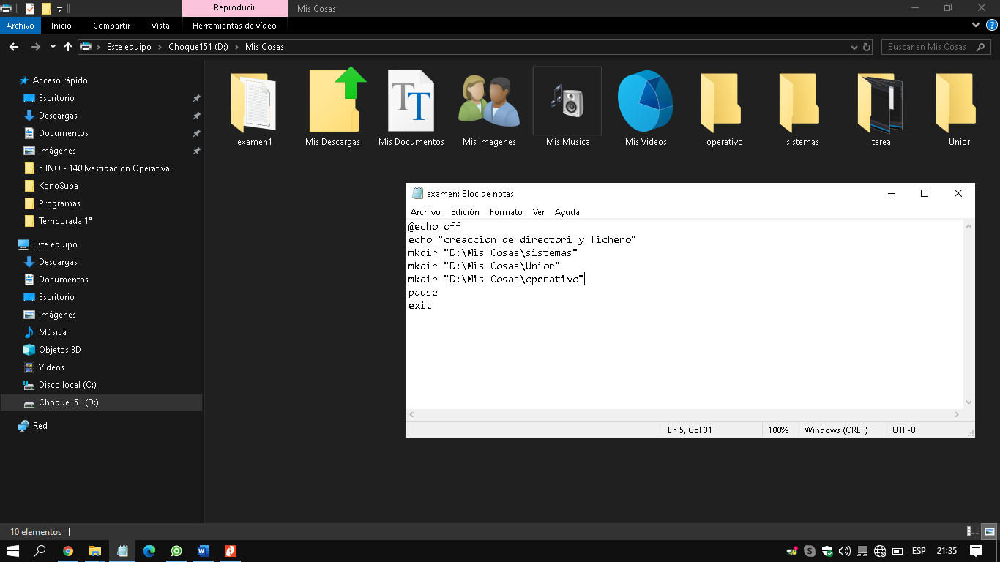 Reproducir
Mis Cosas
Archivo
Inicio
Compartir
Vista
Herramientas de vídeo
Este equipo
Choque151 (D:)
Mis Cosas
Buscar en Mis Cosas
Acceso rápido
Escritorio
Descargas
Documentos
Imágenes
5 INO - 140 Ivestigacion Operativa I
KonoSuba
Programas
Temporada 1°
Este equipo
Descargas
Documentos
Escritorio
Imágenes
Música
Objetos 3D
Vídeos
Disco local (C:)
Choque151 (D:)
Red
examen1
Mis Descargas
Mis Documentos
Mis Imagenes
Mis Musica
Mis Videos
operativo
sistemas
tarea
Unior
examen: Bloc de notas
Archivo
Edición
Formato
Ver
Ayuda
@echo off
echo "creaccion de directori y fichero"
mkdir "D:\Mis Cosas\sistemas"
mkdir "D:\Mis Cosas\Unior"
mkdir "D:\Mis Cosas\operativo"
pause
exit
Ln 5, Col 31
100%
Windows (CRLF)
UTF-8
10 elementos
ESP
21:35